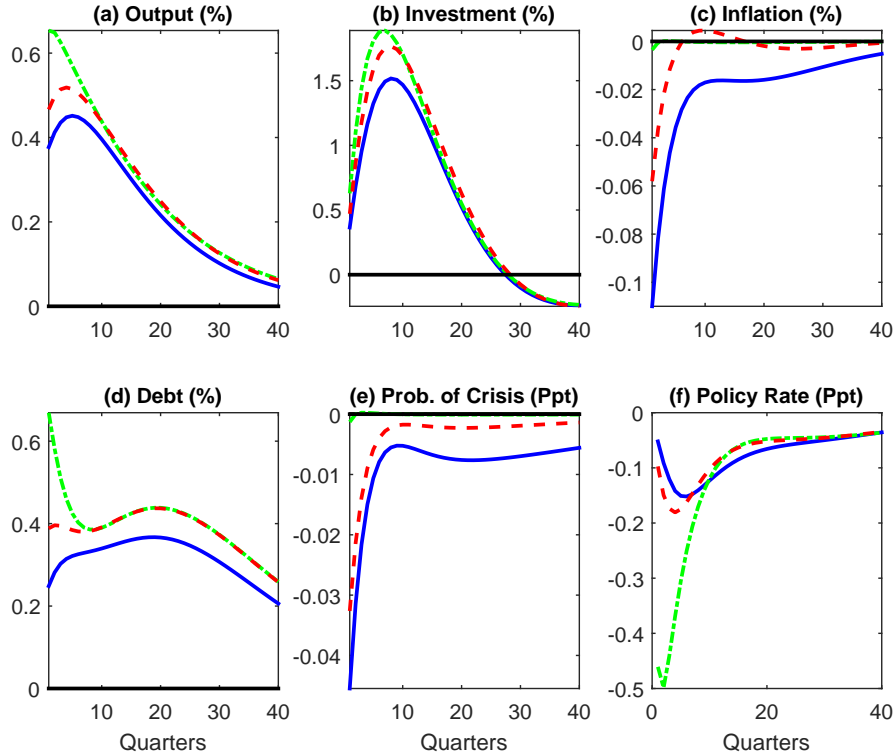 (a) Output (%)
0.6
0.4
0.2
0
10 20 30 40
(b) Investment (%)
1.5
1
0.5
0
10 20 30 40
(c) Inflation (%)
0
-0.02
-0.04
-0.06
-0.08
-0.1
10 20 30 40
(d) Debt (%)
0.6
0.4
0.2
0
10 20 30 40
Quarters
(e) Prob. of Crisis (Ppt)
0
-0.01
-0.02
-0.03
-0.04
10 20 30 40
Quarters
(f) Policy Rate (Ppt)
0
-0.1
-0.2
-0.3
-0.4
-0.5
0 20 40
Quarters